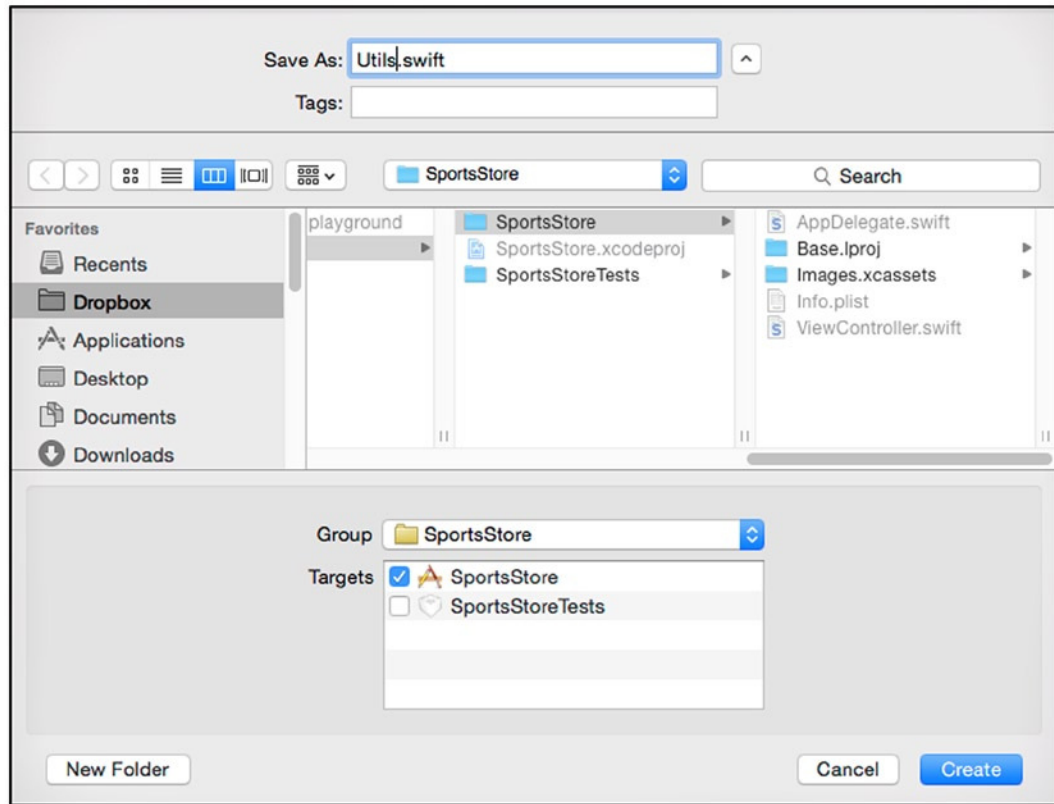 Save As: Utils.swift
Tags:
SportsStore
Search
Favorites
Recents
Dropbox
Applications
Desktop
Documents
Downloads
playground
SportsStore
SportsStore.xcodeproj
SportsStoreTests
AppDelegate.swift
Base.lproj
Images.xcassets
Info.plist
ViewController.swift
Group SportsStore
Targets SportsStore
SportsStoreTests
New Folder
Cancel
Create